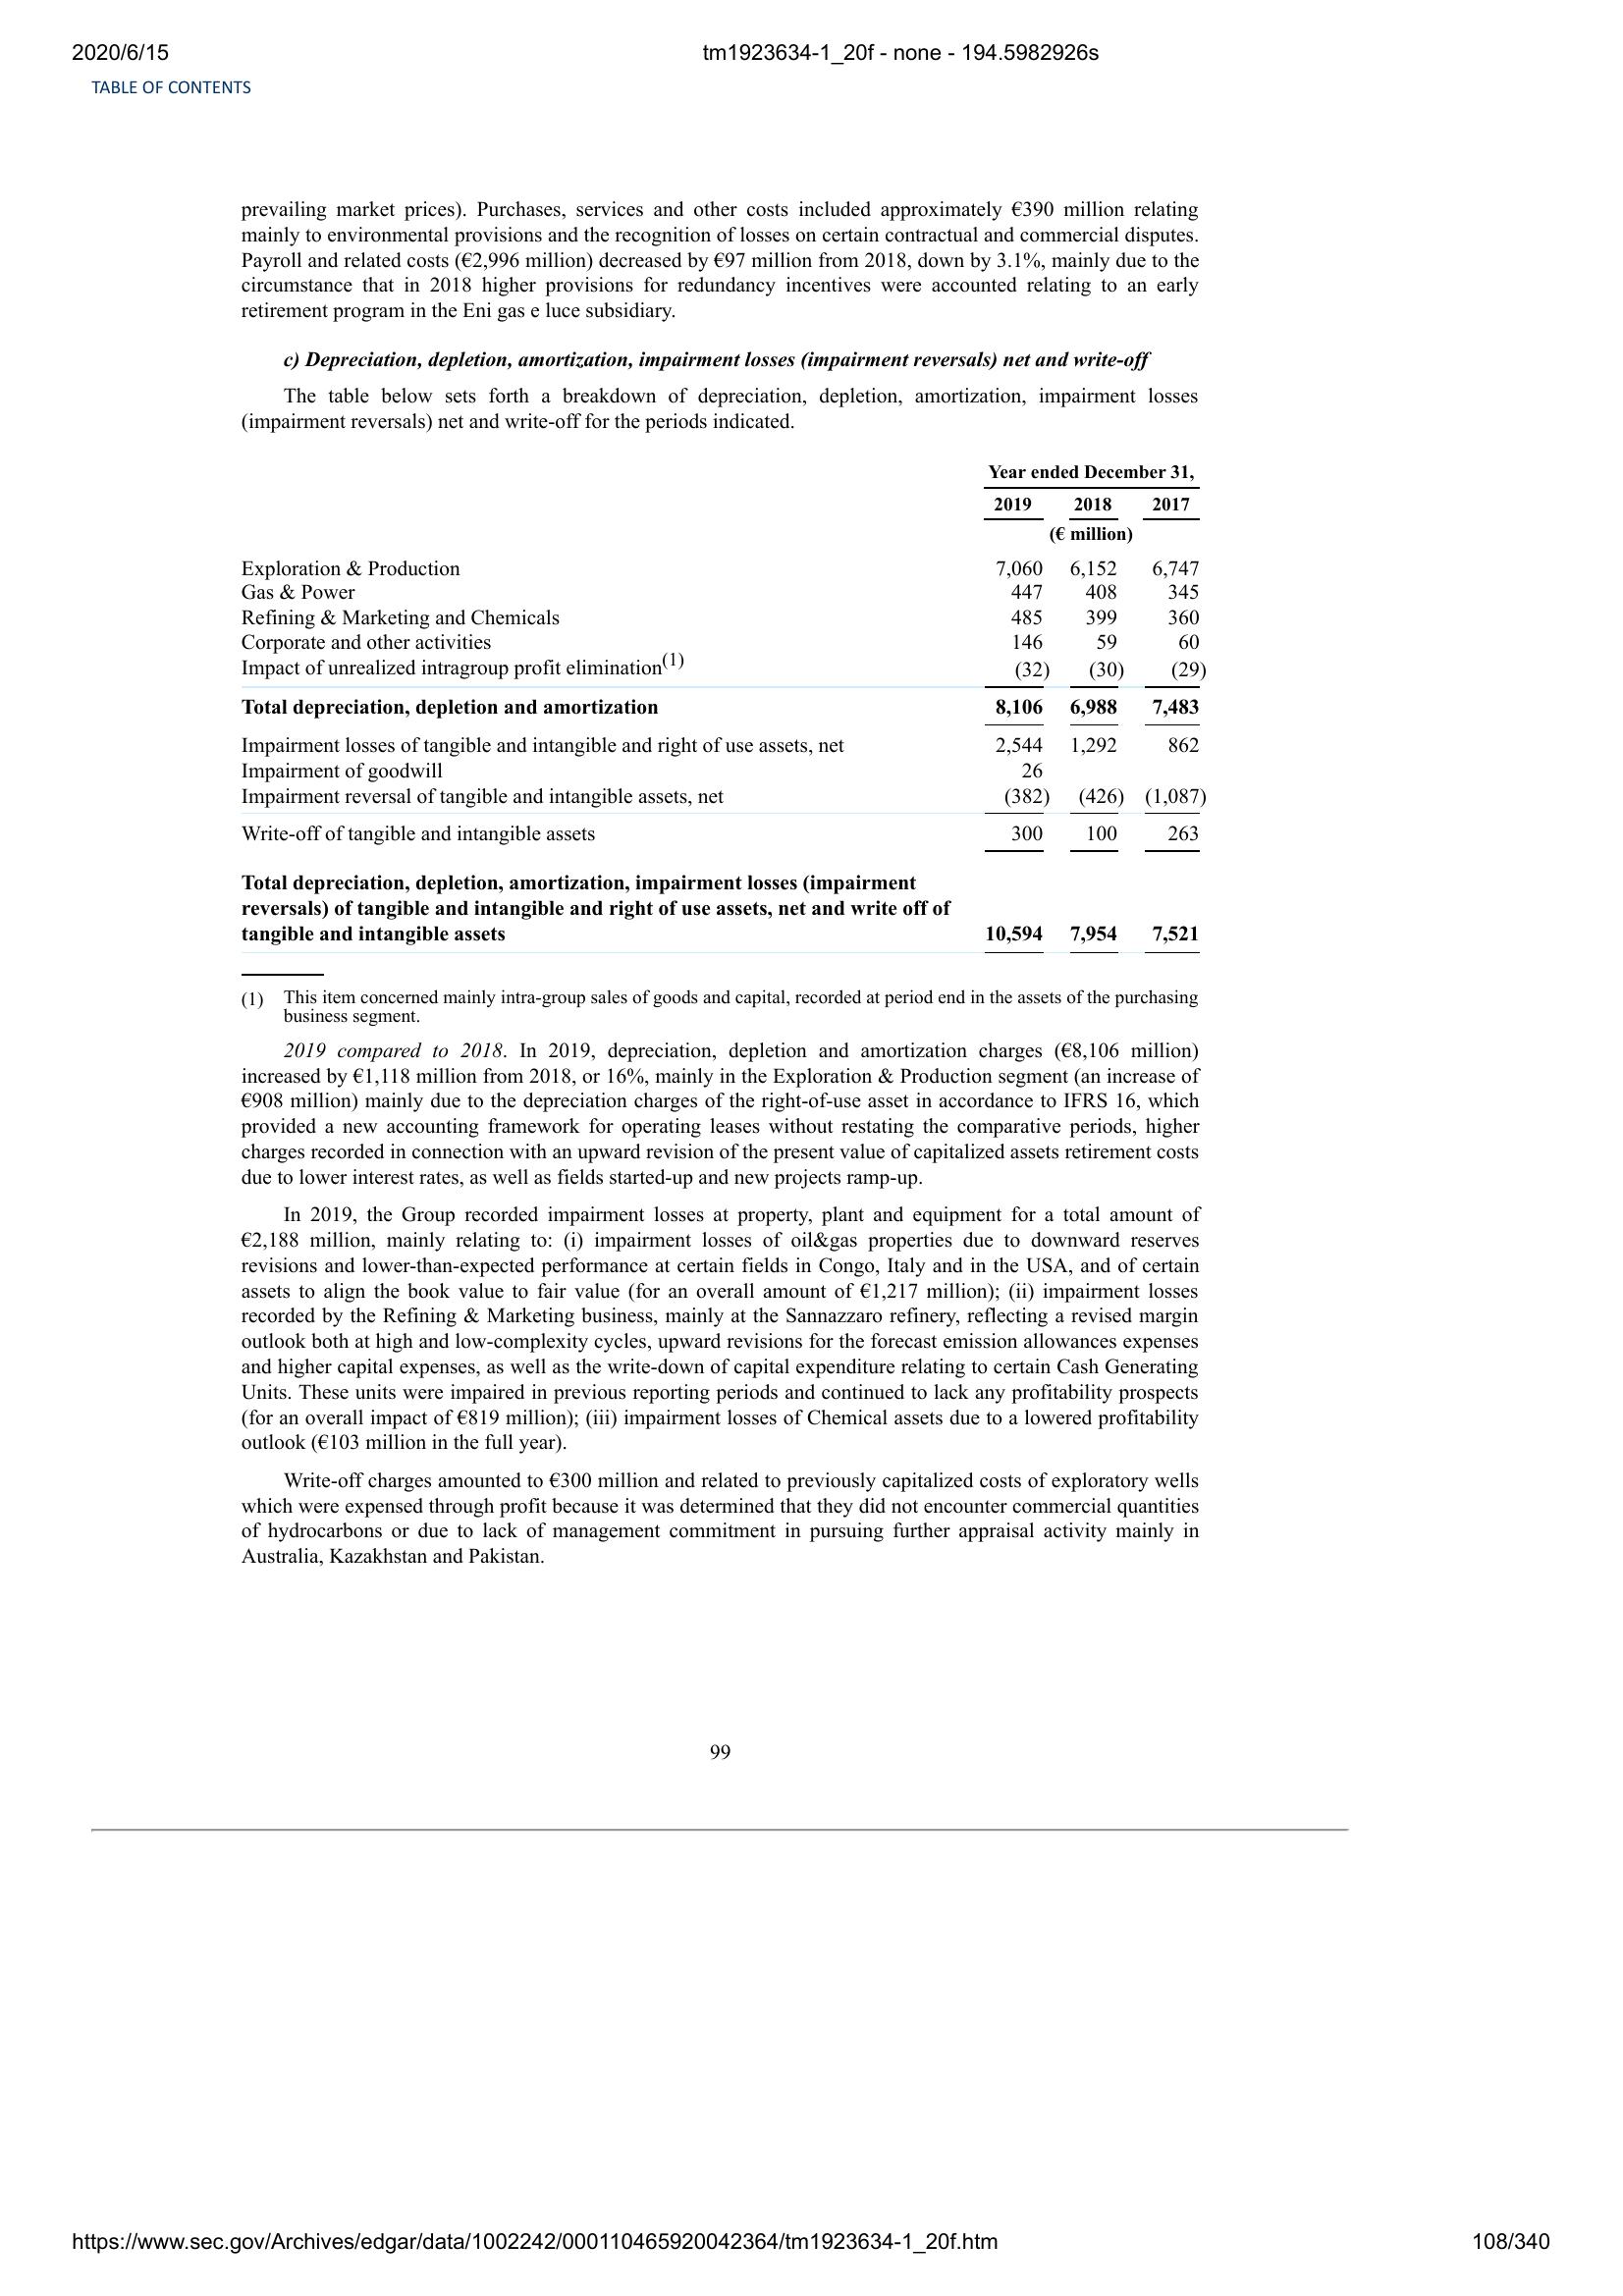 2020/6/15 tm1923634-1_20f - none - 194.5982926s
TABLE OF CONTENTS
prevailing market prices). Purchases, services and other costs included approximately €390 million relating
mainly to environmental provisions and the recognition of losses on certain contractual and commercial disputes.
Payroll and related costs (€2,996 million) decreased by €97 million from 2018, down by 3.1%, mainly due to the
circumstance that in 2018 higher provisions for redundancy incentives were accounted relating to an early
retirement program in the Eni gas e luce subsidiary.
c) Depreciation, depletion, amortization, impairment losses (impairment reversals) net and write-off
The table below sets forth a breakdown of depreciation, depletion, amortization, impairment losses
(impairment reversals) net and write-off for the periods indicated.
Year ended December 31,
2019 2018 2017
(€ million)
Exploration & Production 7,060 6,152 6,747
Gas & Power 447 408 345
Refining & Marketing and Chemicals 485 399 360
Corporate and other activities 146 59 60
Impact of unrealized intragroup profit elimination(1) (32) (30) (29)
Total depreciation, depletion and amortization 8,106 6,988 7,483
Impairment losses of tangible and intangible and right of use assets, net 2,544 1,292 862
Impairment of goodwill 26
Impairment reversal of tangible and intangible assets, net (382) (426) (1,087)
Write-off of tangible and intangible assets 300 100 263
Total depreciation, depletion, amortization, impairment losses (impairment
reversals) of tangible and intangible and right of use assets, net and write off of
tangible and intangible assets 10,594 7,954 7,521
(1) This item concerned mainly intra-group sales of goods and capital, recorded at period end in the assets of the purchasing
business segment.
2019 compared to 2018. In 2019, depreciation, depletion and amortization charges (€8,106 million)
increased by €1,118 million from 2018, or 16%, mainly in the Exploration & Production segment (an increase of
€908 million) mainly due to the depreciation charges of the right-of-use asset in accordance to IFRS 16, which
provided a new accounting framework for operating leases without restating the comparative periods, higher
charges recorded in connection with an upward revision of the present value of capitalized assets retirement costs
due to lower interest rates, as well as fields started-up and new projects ramp-up.
In 2019, the Group recorded impairment losses at property, plant and equipment for a total amount of
€2,188 million, mainly relating to: (i) impairment losses of oil&gas properties due to downward reserves
revisions and lower-than-expected performance at certain fields in Congo, Italy and in the USA, and of certain
assets to align the book value to fair value (for an overall amount of €1,217 million); (ii) impairment losses
recorded by the Refining & Marketing business, mainly at the Sannazzaro refinery, reflecting a revised margin
outlook both at high and low-complexity cycles, upward revisions for the forecast emission allowances expenses
and higher capital expenses, as well as the write-down of capital expenditure relating to certain Cash Generating
Units. These units were impaired in previous reporting periods and continued to lack any profitability prospects
(for an overall impact of €819 million); (iii) impairment losses of Chemical assets due to a lowered profitability
outlook (€103 million in the full year).
Write-off charges amounted to €300 million and related to previously capitalized costs of exploratory wells
which were expensed through profit because it was determined that they did not encounter commercial quantities
of hydrocarbons or due to lack of management commitment in pursuing further appraisal activity mainly in
Australia, Kazakhstan and Pakistan.
99
https://www.sec.gov/Archives/edgar/data/1002242/000110465920042364/tm1923634-1_20f.htm 108/340